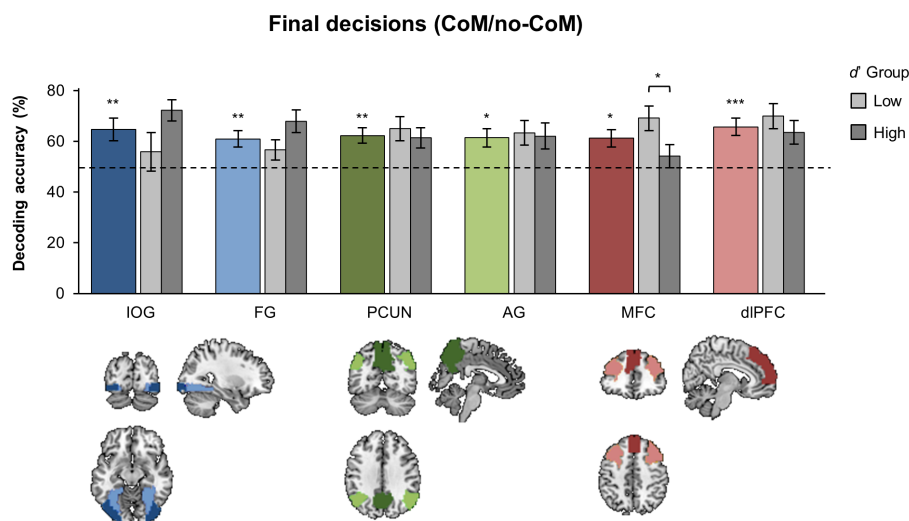 Final decisions (CoM/no-CoM)
d' Group
Low
High
Decoding accuracy (%)
80
60
40
20
0
** ** ** * * * ***
IOG FG PCUN AG MFC dlPFC